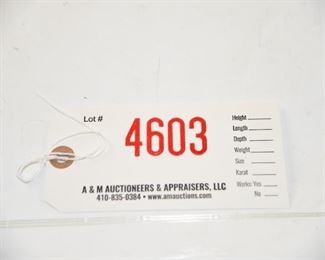 Lot #
4603
Height
Length
Depth
Weight
Size
Karat
Works: Yes
No
A & M AUCTIONEERS & APPRAISERS, LLC
410-835-0384 • www.amauctions.com